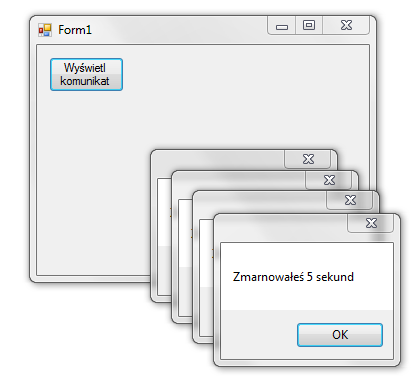 Form1
Wyświetl
komunikat
Zmarnowałeś 5 sekund
OK